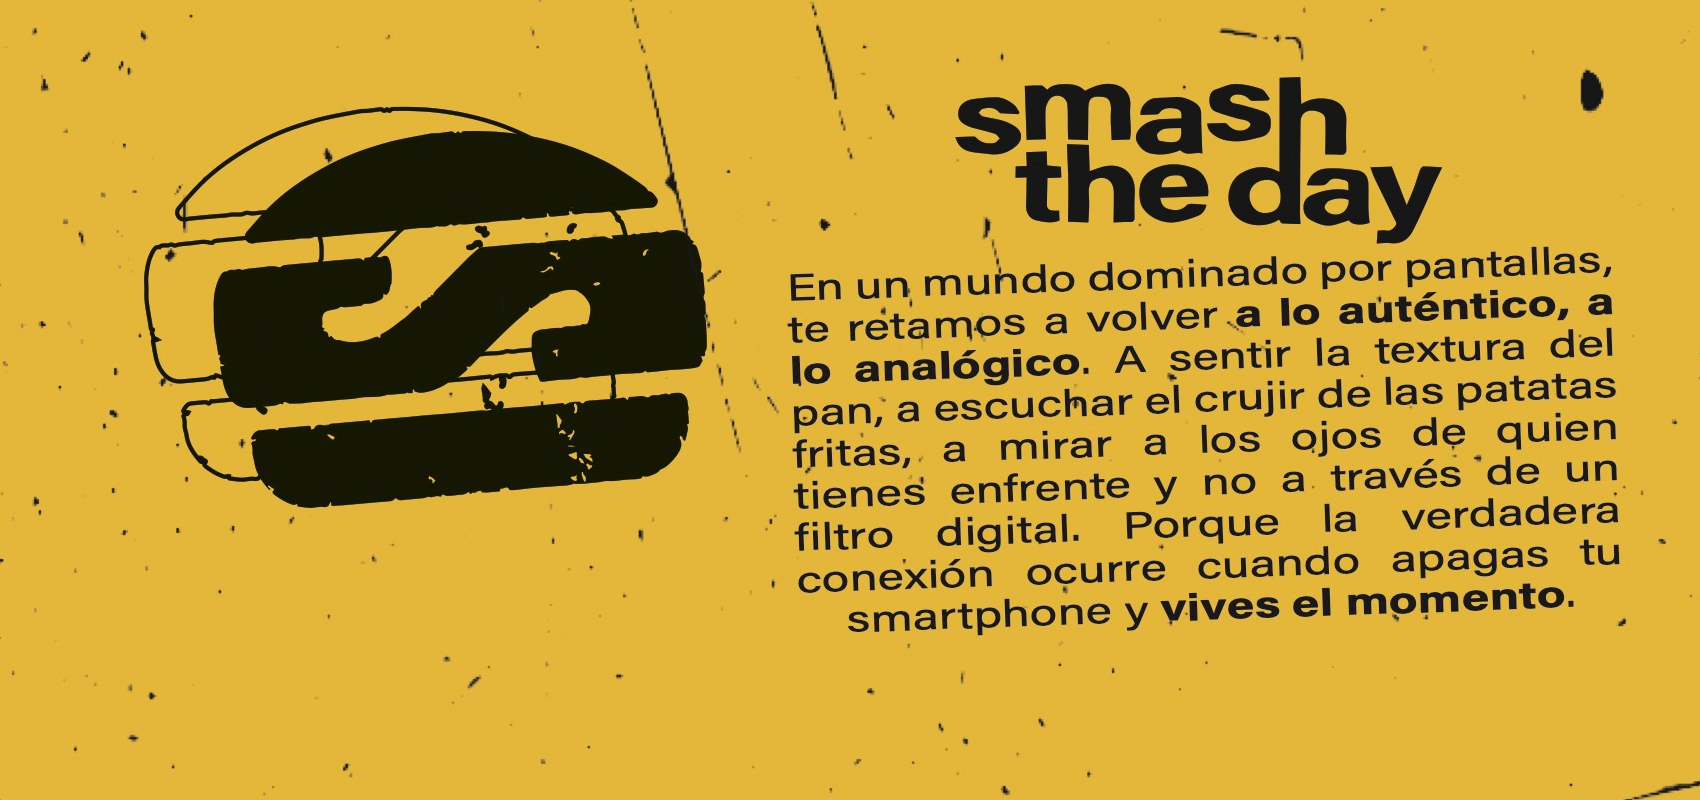 smash
the day
En un mundo dominado por pantallas,
te retamos a volver a lo auténtico, a
lo analógico. A sentir la textura del
pan, a escuchar el crujir de las patatas
fritas, a mirar a los ojos de quien
tienes enfrente y no a través de un
filtro digital. Porque la verdadera
conexión ocurre cuando apagas tu
smartphone y vives el momento.